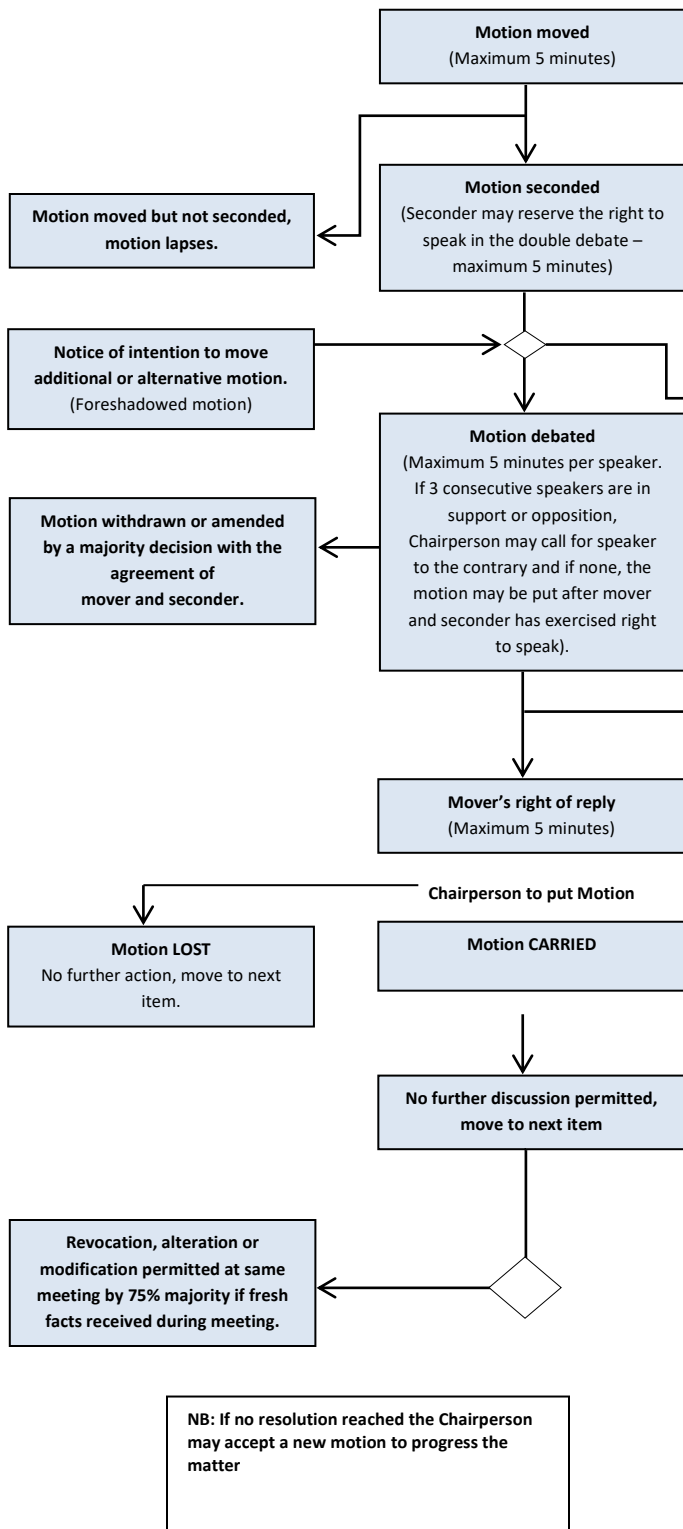 Motion moved
(Maximum 5 minutes)
Motion seconded
(Seconder may reserve the right to
speak in the double debate –
maximum 5 minutes)
Motion moved but not seconded,
motion lapses.
Notice of intention to move
additional or alternative motion.
(Foreshadowed motion)
Motion debated
(Maximum 5 minutes per speaker.
If 3 consecutive speakers are in
support or opposition,
Chairperson may call for speaker
to the contrary and if none, the
motion may be put after mover
and seconder has exercised right
to speak).
Motion withdrawn or amended
by a majority decision with the
agreement of
mover and seconder.
Mover’s right of reply
(Maximum 5 minutes)
Chairperson to put Motion
Motion LOST
No further action, move to next
item.
Motion CARRIED
No further discussion permitted,
move to next item
Revocation, alteration or
modification permitted at same
meeting by 75% majority if fresh
facts received during meeting.
NB: If no resolution reached the Chairperson
may accept a new motion to progress the
matter